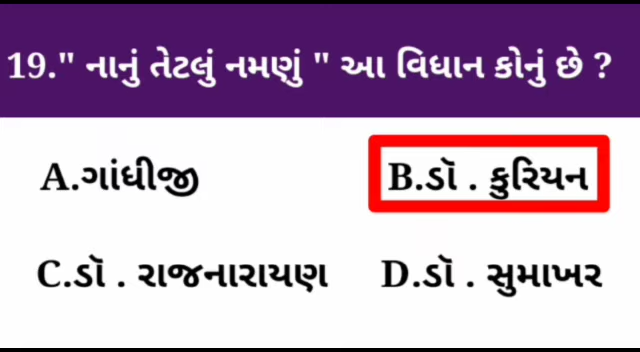 19." નાનું તેટલું નમણું " આ વિધાન કોનું છે ?
A.ગાંધીજી B.ડૉ . કુરિયન
C.ડૉ . રાજનારાયણ D.ડૉ . સુમાખર